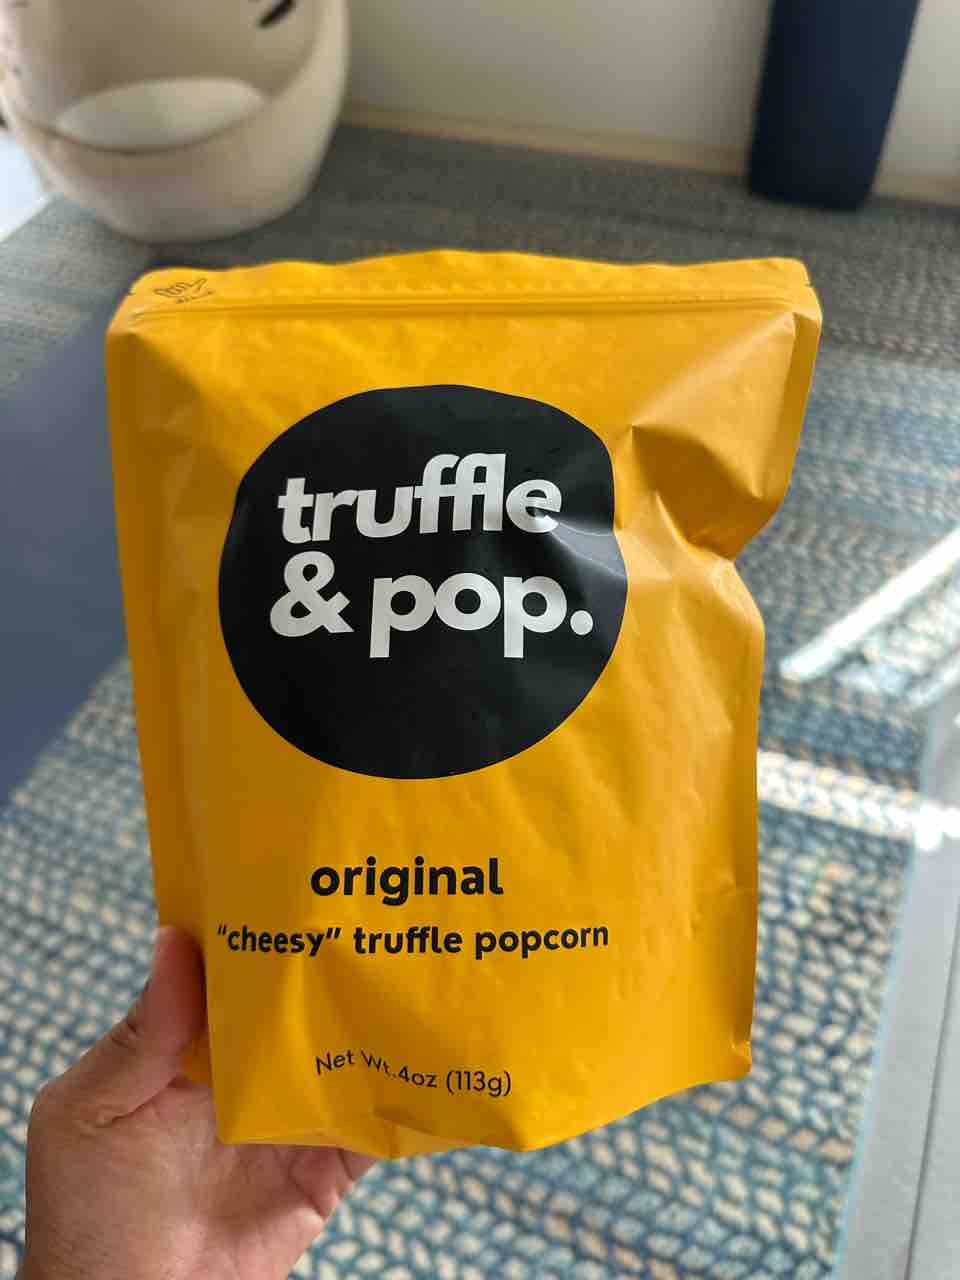 truffle
& pop.
original
“cheesy” truffle popcorn
Net Wt.4oz (113g)